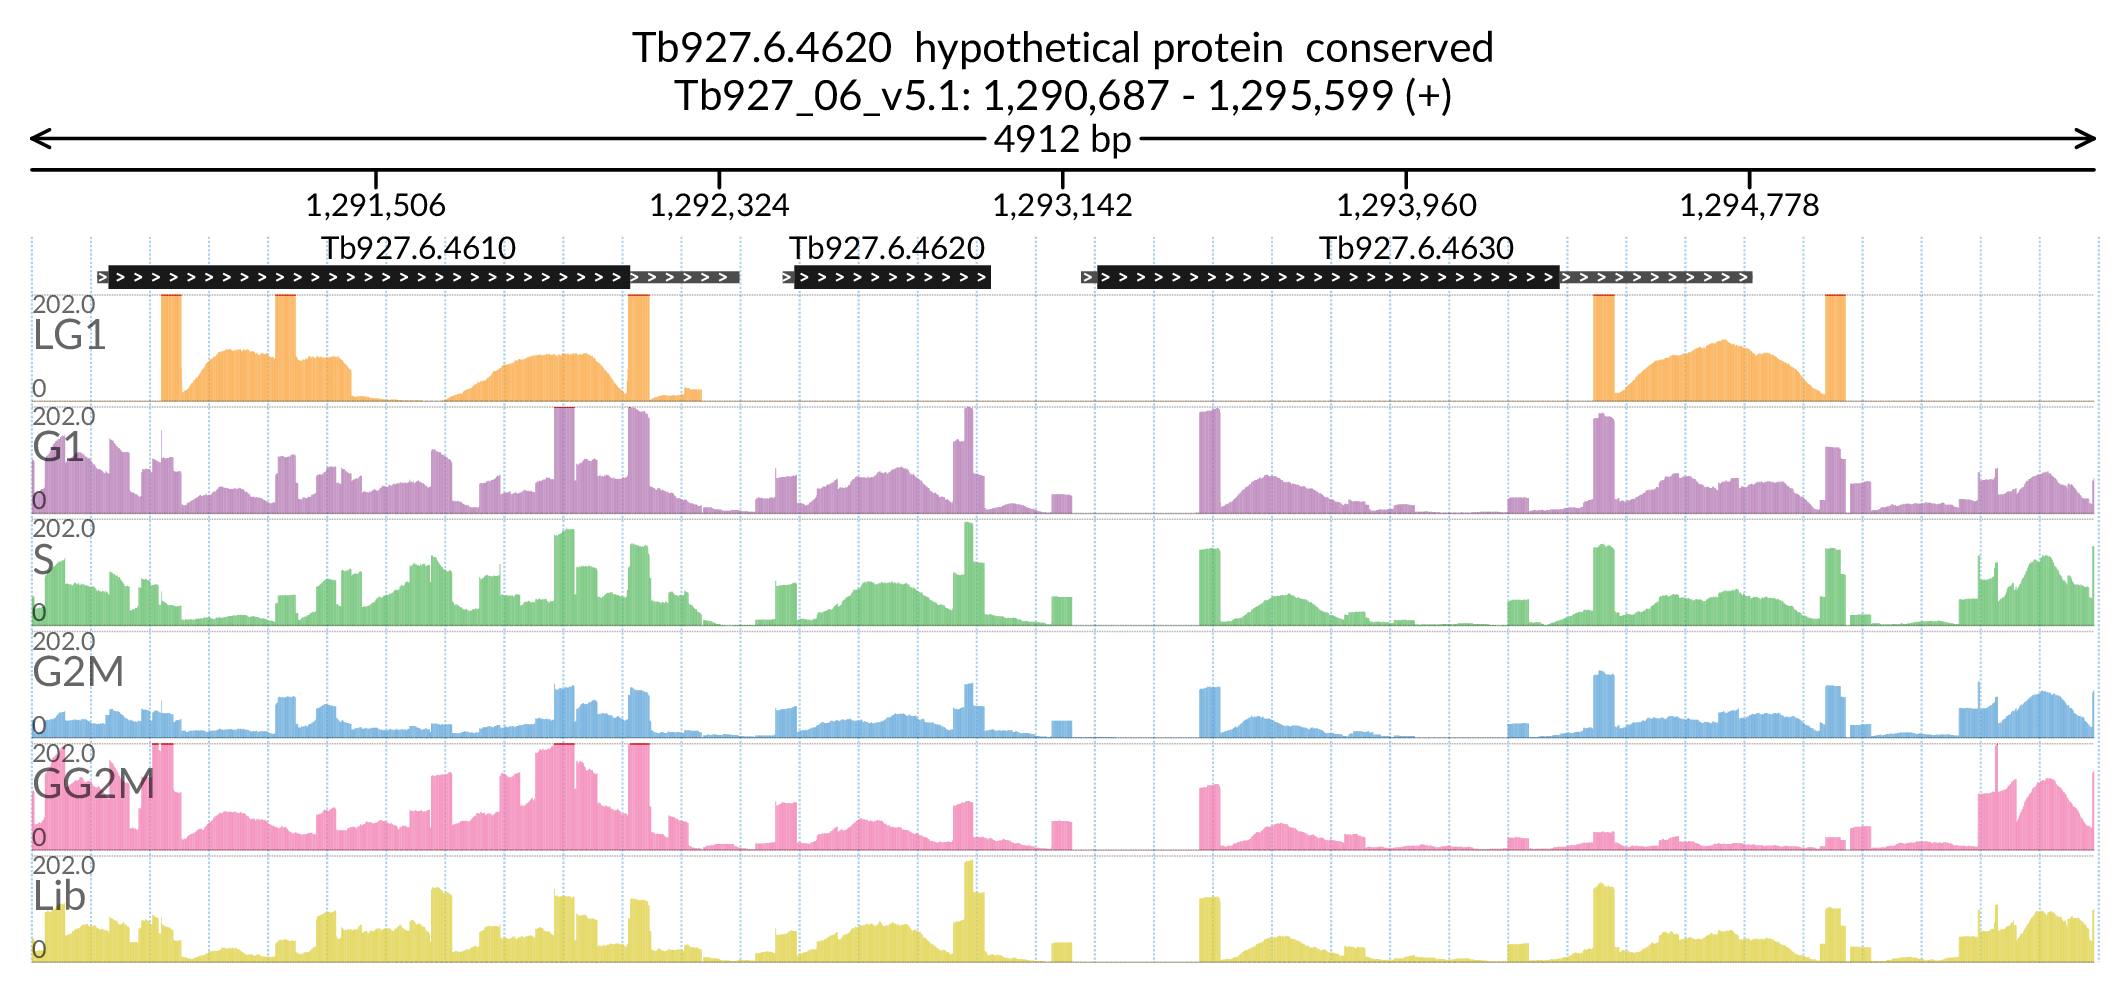 Tb927.6.4620  hypothetical protein  conserved
Tb927_06_v5.1: 1,290,687 - 1,295,599 (+)
4912 bp
1,291,506 1,292,324 1,293,142 1,293,960 1,294,778
Tb927.6.4610 Tb927.6.4620 Tb927.6.4630
202.0
LG1
0
202.0
G1
0
202.0
S
0
202.0
G2M
0
202.0
GG2M
0
202.0
Lib
0